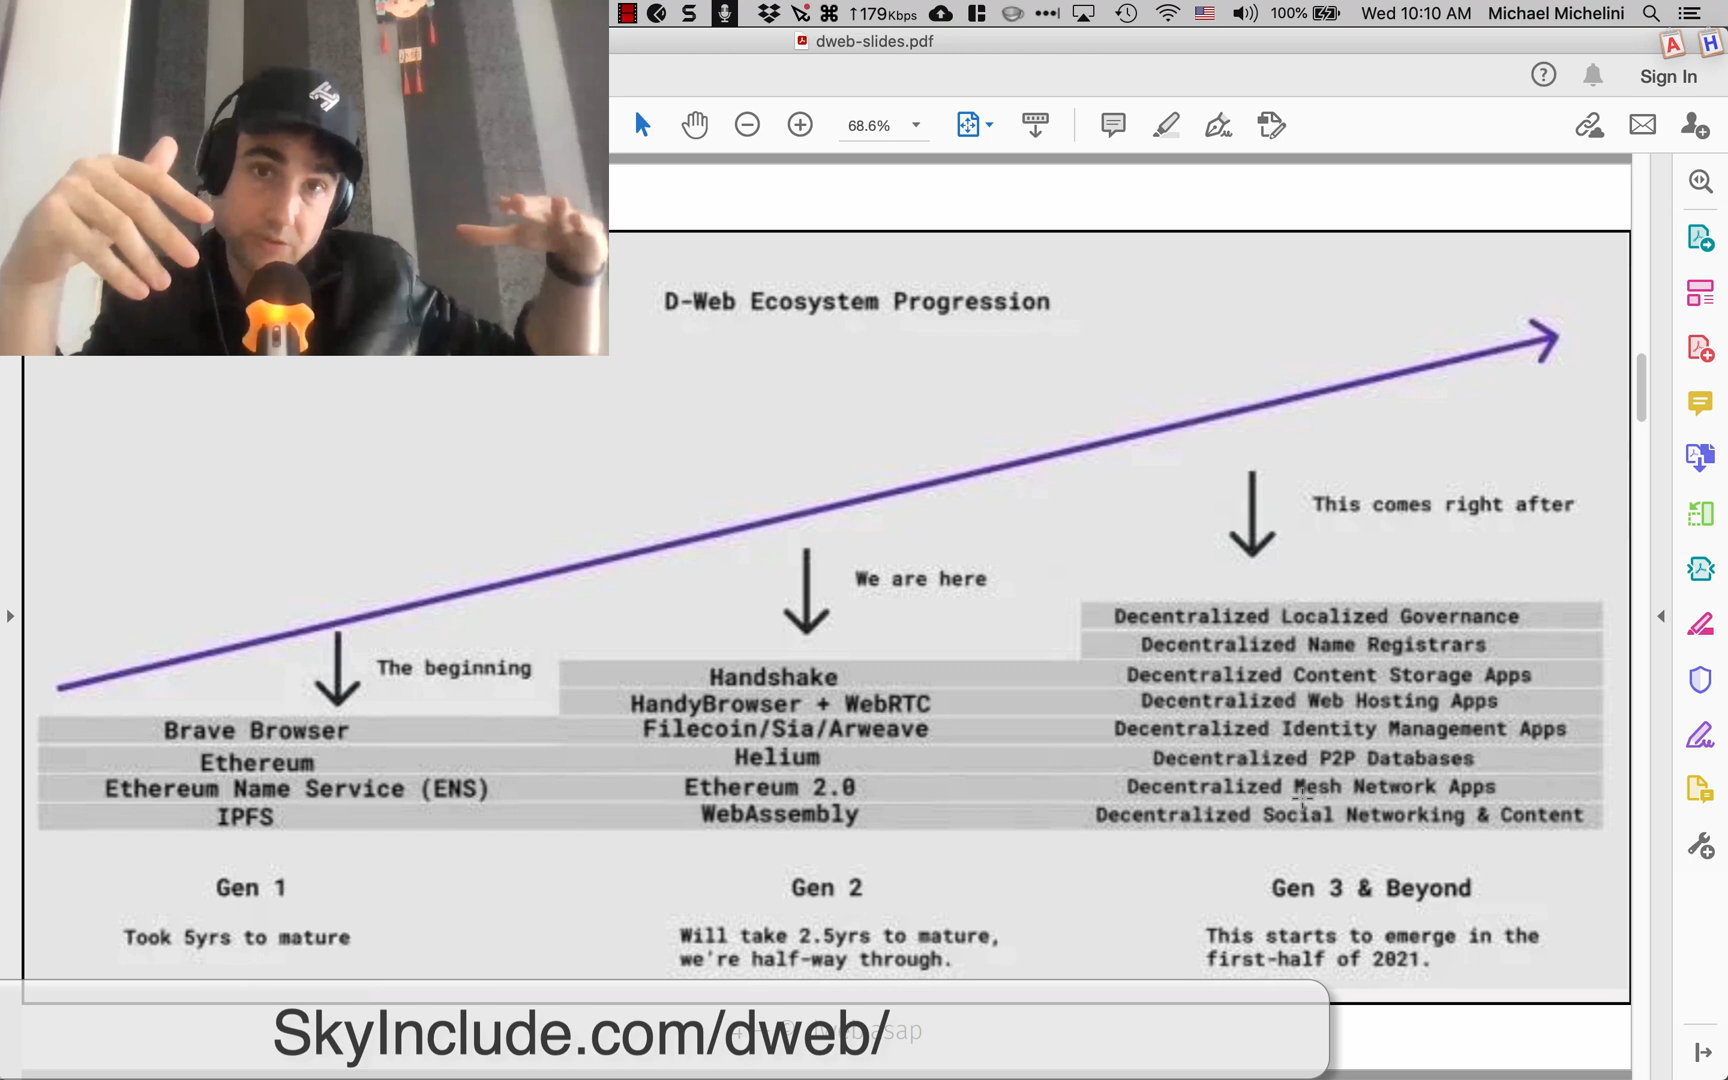 179Kbps
100%
Wed 10:10 AM
Michael Michelini
dweb-slides.pdf
A
H
Sign In
68.6%
D-Web Ecosystem Progression
This comes right after
We are here
The beginning
Decentralized Localized Governance
Decentralized Name Registrars
Handshake
Decentralized Content Storage Apps
HandyBrowser + WebRTC
Decentralized Web Hosting Apps
Brave Browser
Filecoin/Sia/Arweave
Decentralized Identity Management Apps
Ethereum
Helium
Decentralized P2P Databases
Ethereum Name Service (ENS)
Ethereum 2.0
Decentralized Mesh Network Apps
IPFS
WebAssembly
Decentralized Social Networking & Content
Gen 1
Gen 2
Gen 3 & Beyond
Took 5yrs to mature
Will take 2.5yrs to mature,
we're half-way through.
This starts to emerge in the
first-half of 2021.
SkyInclude.com/dweb/
asap